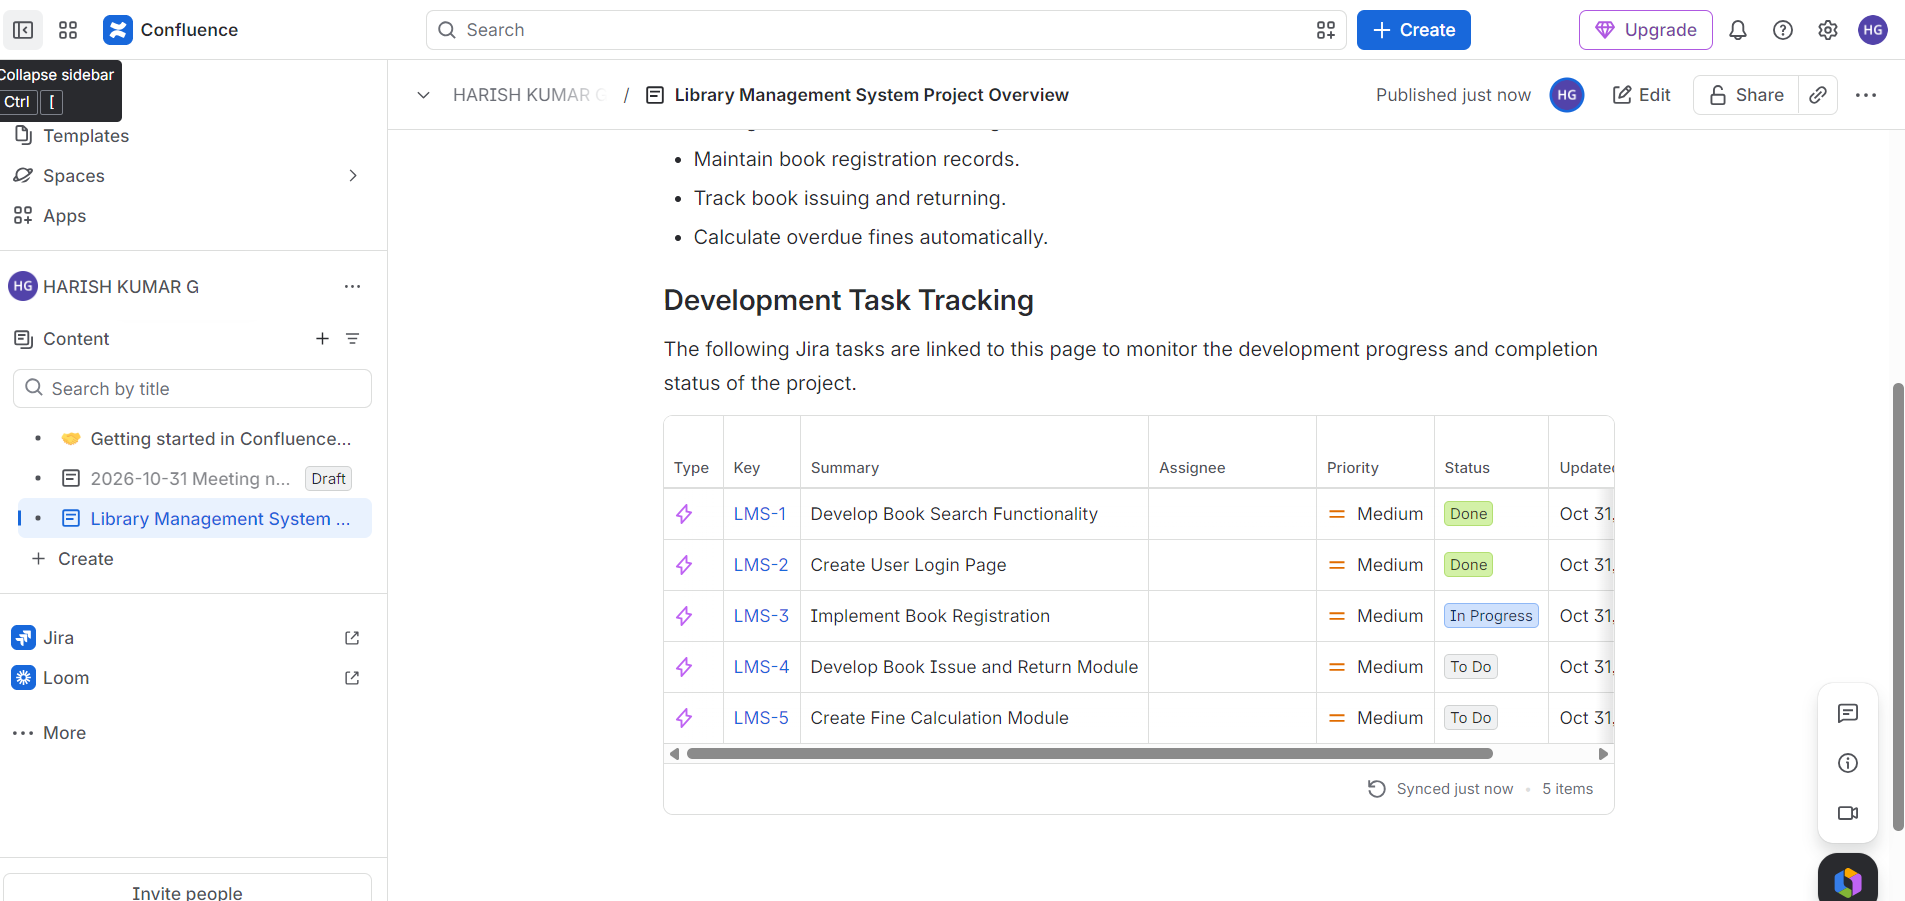 Confluence
Search
Create
Upgrade
HG
Collapse sidebar
Ctrl [
Templates
Spaces
Apps
HG HARISH KUMAR G
Content
Search by title
Getting started in Confluence...
2026-10-31 Meeting n... Draft
Library Management System ...
Create
Jira
Loom
More
Invite people
HARISH KUMAR G / Library Management System Project Overview
Published just now HG Edit Share
• Maintain book registration records.
• Track book issuing and returning.
• Calculate overdue fines automatically.
Development Task Tracking
The following Jira tasks are linked to this page to monitor the development progress and completion
status of the project.
Type Key Summary Assignee Priority Status Updated
LMS-1 Develop Book Search Functionality Medium Done Oct 31,
LMS-2 Create User Login Page Medium Done Oct 31,
LMS-3 Implement Book Registration Medium In Progress Oct 31,
LMS-4 Develop Book Issue and Return Module Medium To Do Oct 31,
LMS-5 Create Fine Calculation Module Medium To Do Oct 31,
Synced just now • 5 items